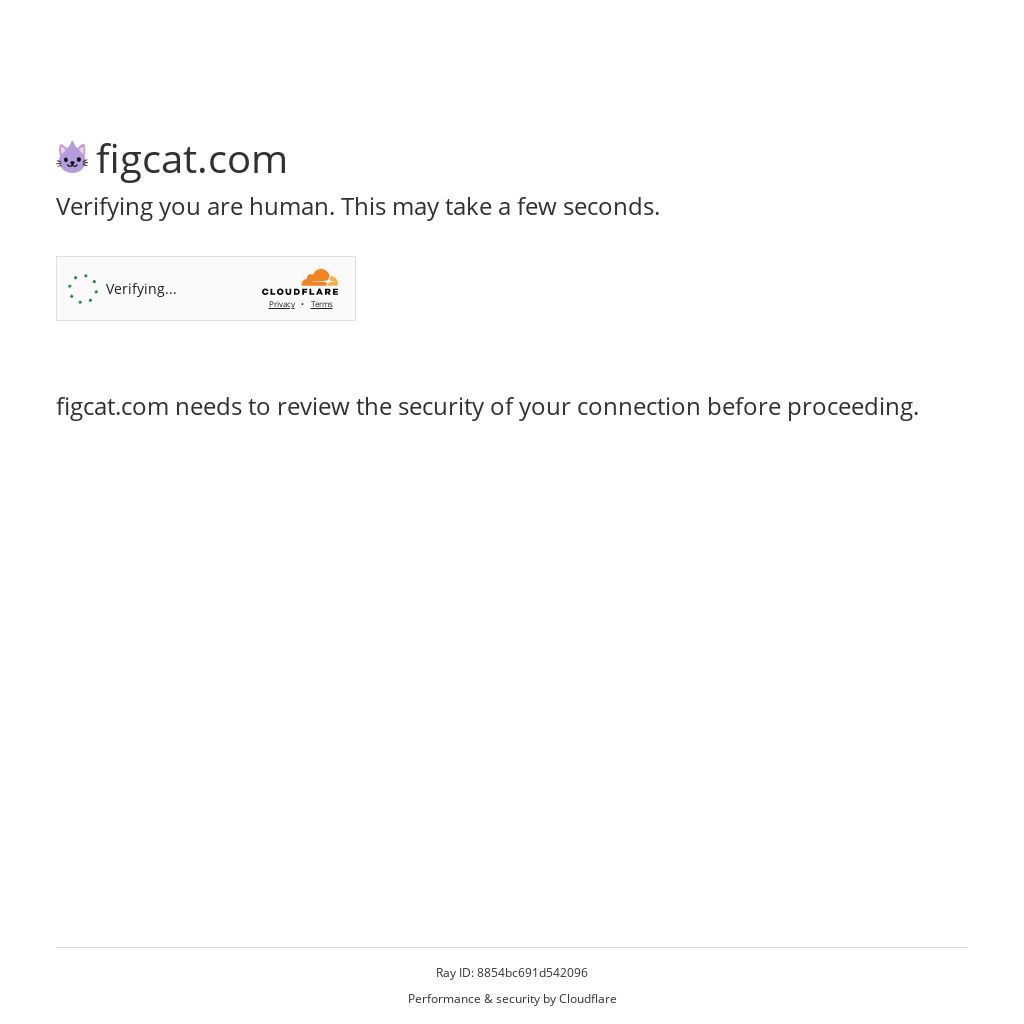 figcat.com
Verifying you are human. This may take a few seconds.
Verifying...
CLOUDFLARE
Privacy • Terms
figcat.com needs to review the security of your connection before proceeding.
Ray ID: 8854bc691d542096
Performance & security by Cloudflare